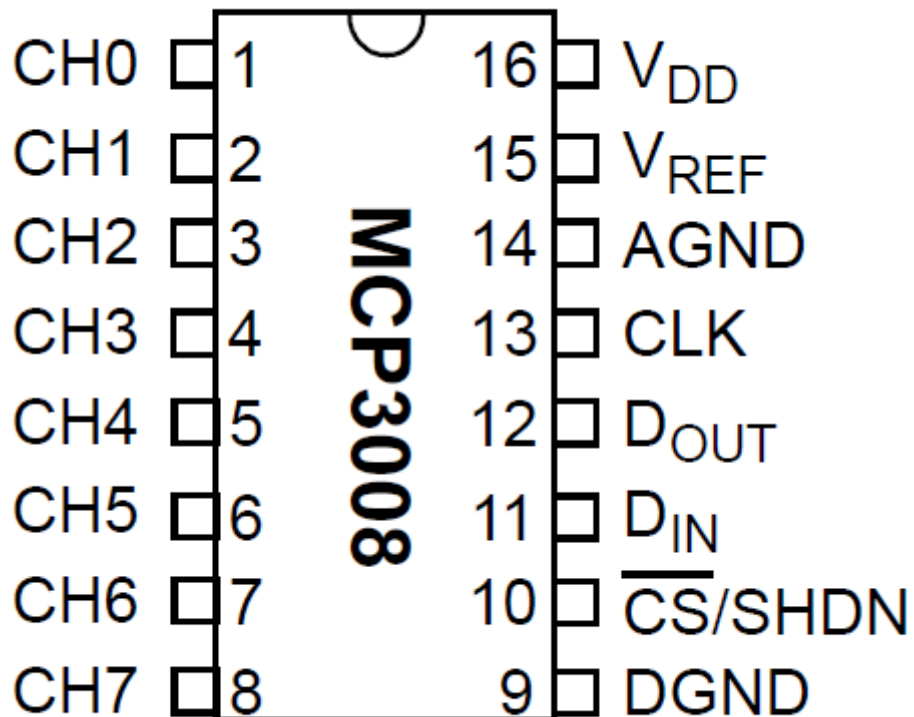 CH0 1 16 VDD
CH1 2 15 VREF
CH2 3 14 AGND
CH3 4 13 CLK
CH4 5 12 DOUT
CH5 6 11 DIN
CH6 7 10 C̅S̅/SHDN
CH7 8 9 DGND
MCP3008